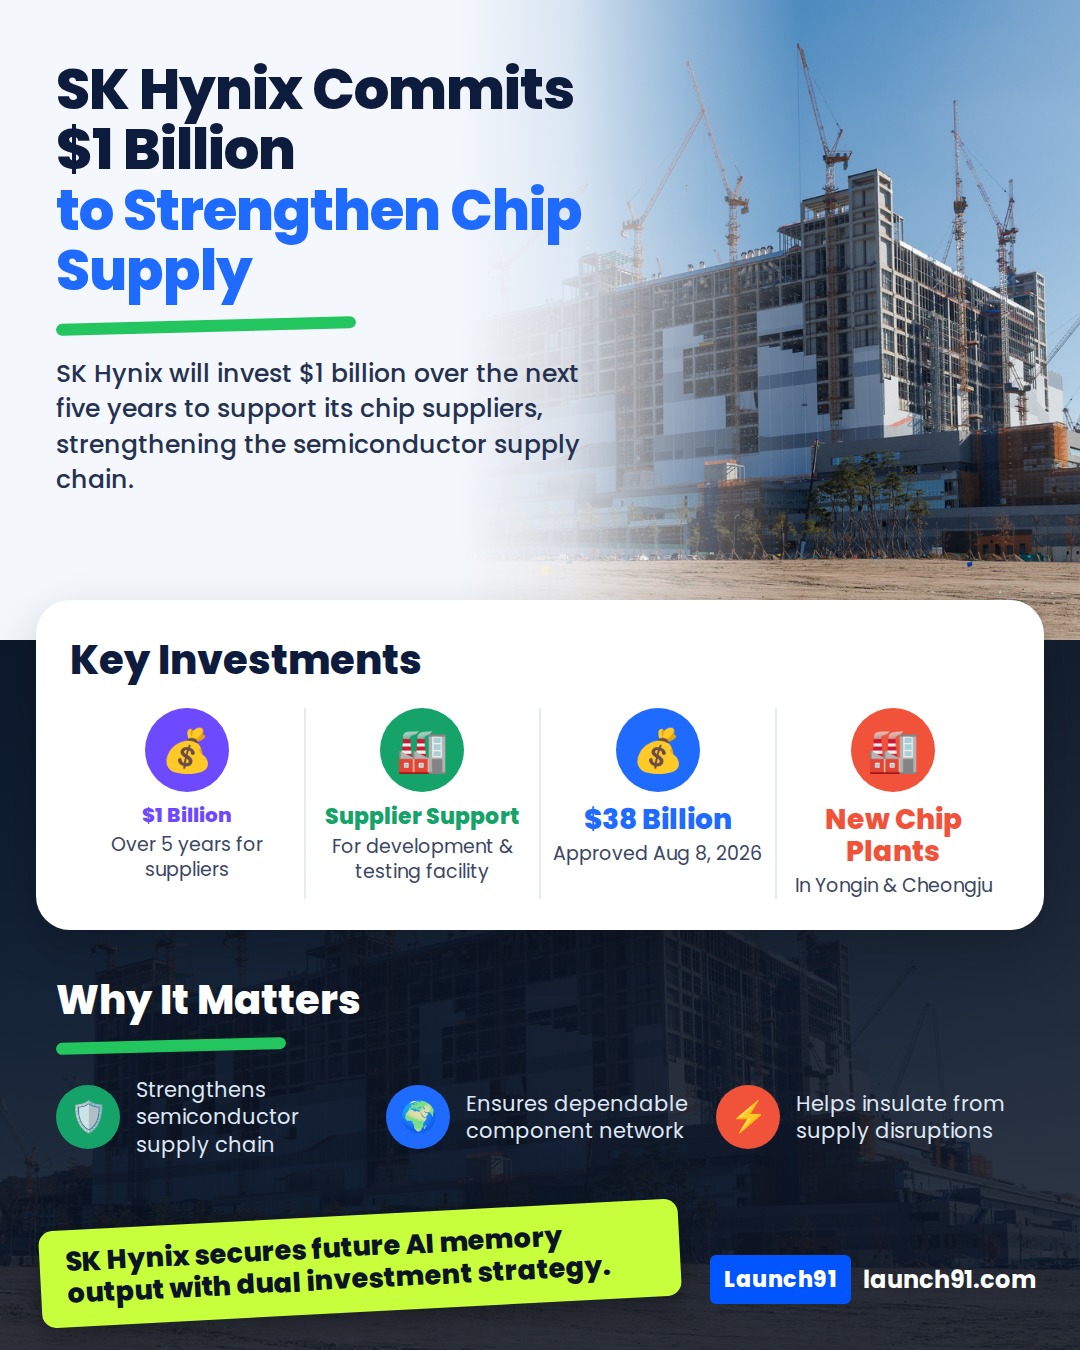 SK Hynix Commits
$1 Billion
to Strengthen Chip
Supply
SK Hynix will invest $1 billion over the next
five years to support its chip suppliers,
strengthening the semiconductor supply
chain.
Key Investments
$1 Billion
Over 5 years for
suppliers
Supplier Support
For development &
testing facility
$38 Billion
Approved Aug 8, 2026
New Chip
Plants
In Yongin & Cheongju
Why It Matters
Strengthens
semiconductor
supply chain
Ensures dependable
component network
Helps insulate from
supply disruptions
SK Hynix secures future AI memory
output with dual investment strategy.
Launch91 launch91.com